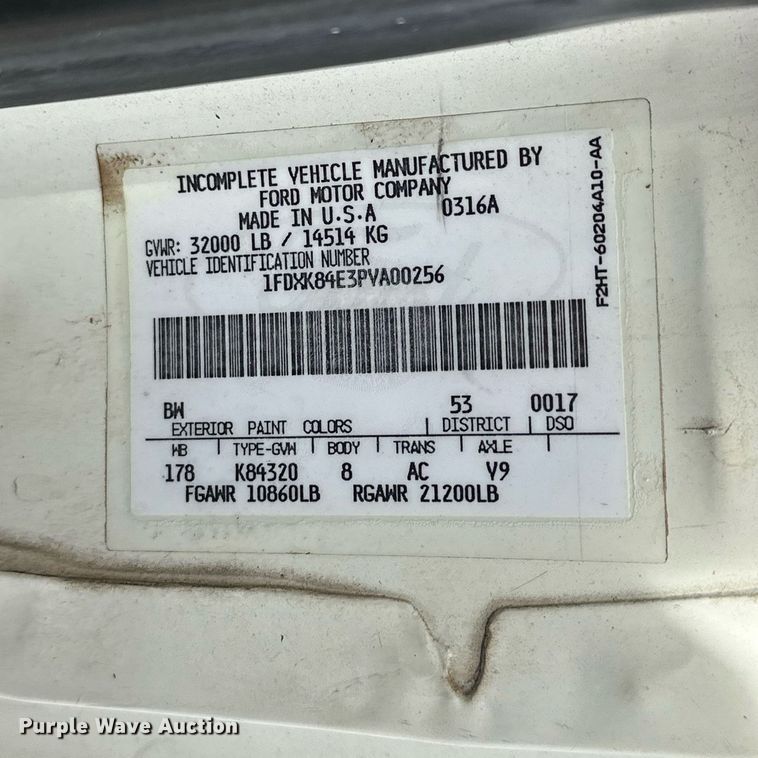 INCOMPLETE VEHICLE MANUFACTURED BY
FORD MOTOR COMPANY
MADE IN U.S.A 0316A
GVWR: 32000 LB / 14514 KG
VEHICLE IDENTIFICATION NUMBER
1FDXK84E3PVA00256
F2HT-60204A10-AA
BW 53 0017
EXTERIOR PAINT COLORS DISTRICT DSO
WB TYPE-GVW BODY TRANS AXLE
178 K84320 8 AC V9
FGAWR 10860LB RGAWR 21200LB
Purple Wave Auction